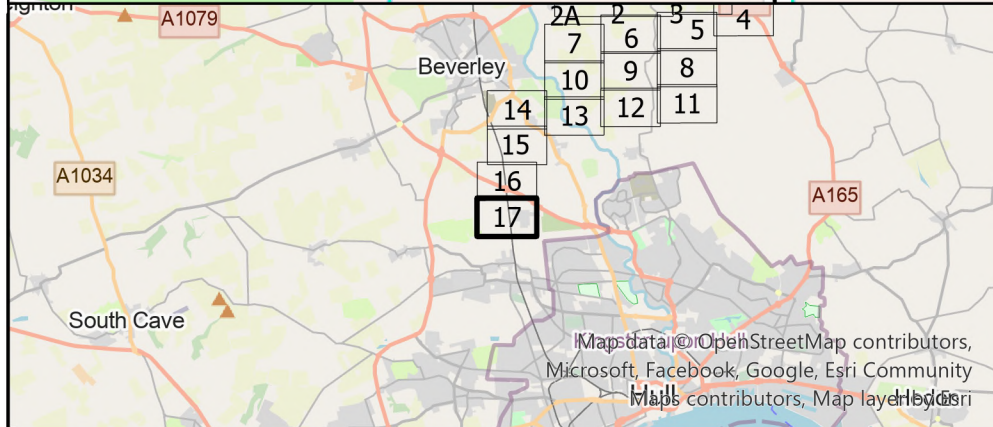 eighton
A1079
2A 2 3 4
7 6 5
Beverley
10 9 8
14 13 12 11
15
A1034
16
A165
17
South Cave
Map data © OpenStreetMap contributors,
Microsoft, Facebook, Google, Esri Community
Hull
Maps contributors, Map layer by Esri